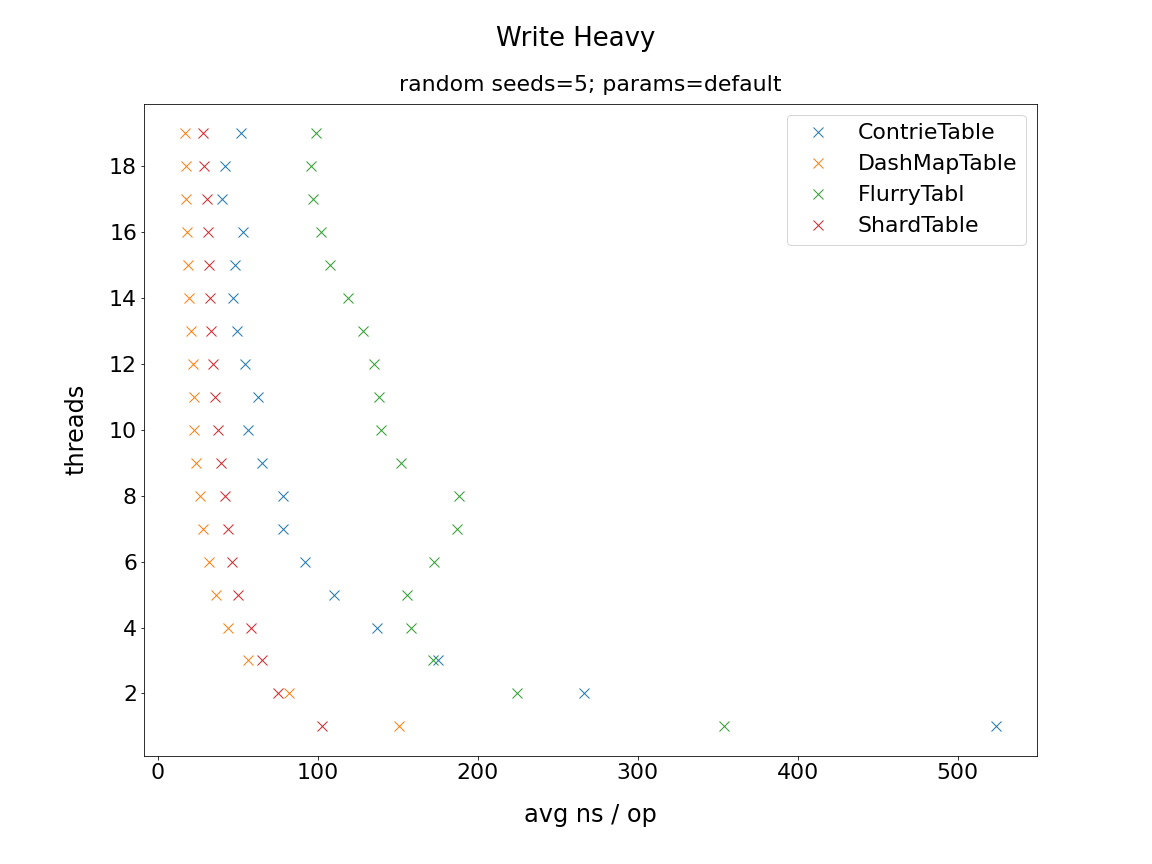 Write Heavy
random seeds=5; params=default
ContrieTable
DashMapTable
FlurryTabl
ShardTable
18
16
14
12
10
8
6
4
2
threads
0 100 200 300 400 500
avg ns / op